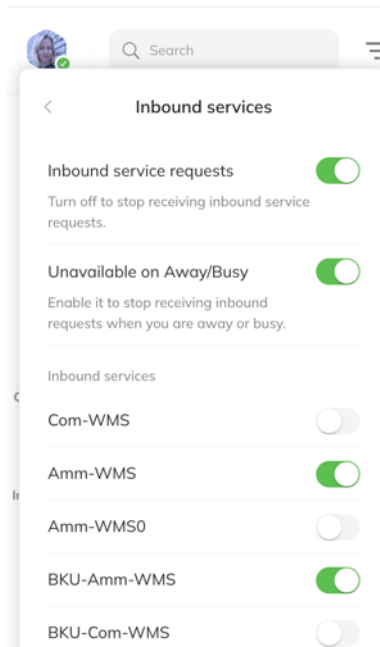 Search
Inbound services
Inbound service requests
Turn off to stop receiving inbound service
requests.
Unavailable on Away/Busy
Enable it to stop receiving inbound
requests when you are away or busy.
Inbound services
Com-WMS
Amm-WMS
Amm-WMS0
BKU-Amm-WMS
BKU-Com-WMS